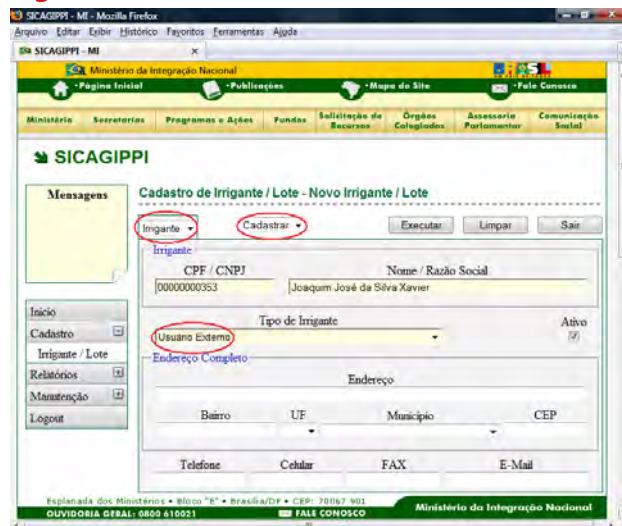 SICAGIPPI - MI - Mozilla Firefox
Arquivo Editar Exibir Histórico Favoritos Ferramentas Ajuda
SICAGIPPI - MI x
Ministério da Integração Nacional
Página Inicial Publicações Mapa do Site Fale Conosco
Ministério Secretarias Programas e Ações Fundos Solicitação de Recursos Órgãos Colegiados Assessoria Parlamentar Comunicação Social
SICAGIPPI
Mensagens
Cadastro de Irrigante / Lote - Novo Irrigante / Lote
Irrigante Cadastrar Executar Limpar Sair
Irrigante
CPF / CNPJ Nome / Razão Social
00000000353 Joaquim José da Silva Xavier
Início
Cadastro
Irrigante / Lote
Relatórios
Manutenção
Logout
Tipo de Irrigante Ativo
Usuário Externo
Endereço Completo
Endereço
Bairro UF Município CEP
Telefone Celular FAX E-Mail
Esplanada dos Ministérios • Bloco "E" • Brasília/DF • CEP: 70067 901
OUVIDORIA GERAL: 0800 610021 FALE CONOSCO Ministério da Integração Nacional